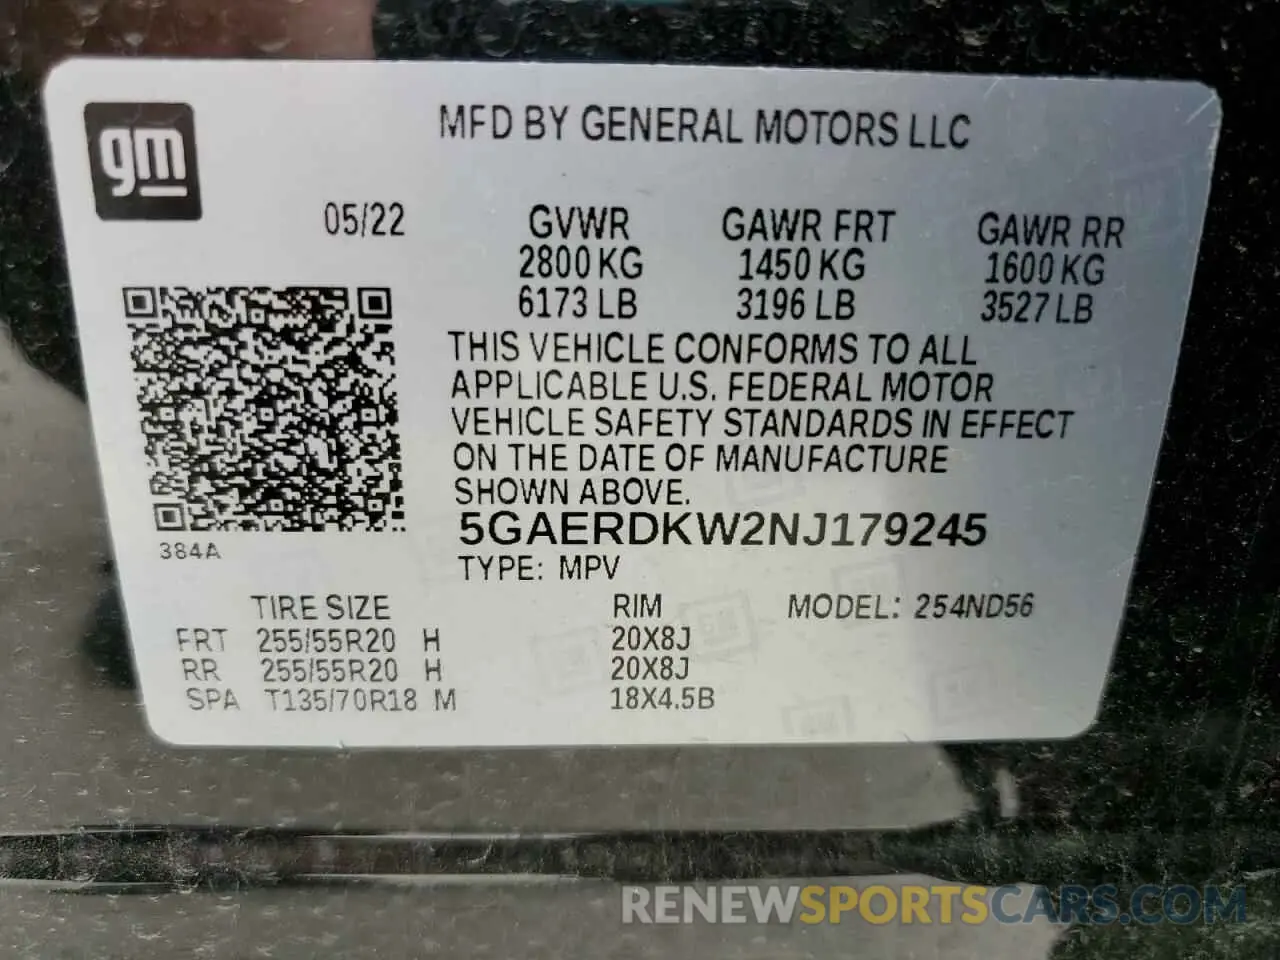 gm
MFD BY GENERAL MOTORS LLC
05/22 GVWR GAWR FRT GAWR RR
2800 KG 1450 KG 1600 KG
6173 LB 3196 LB 3527 LB
THIS VEHICLE CONFORMS TO ALL
APPLICABLE U.S. FEDERAL MOTOR
VEHICLE SAFETY STANDARDS IN EFFECT
ON THE DATE OF MANUFACTURE
SHOWN ABOVE.
5GAERDKW2NJ179245
384A
TYPE: MPV
TIRE SIZE RIM MODEL: 254ND56
FRT 255/55R20 H 20X8J
RR 255/55R20 H 20X8J
SPA T135/70R18 M 18X4.5B
RENEWSPORTSCARS.COM